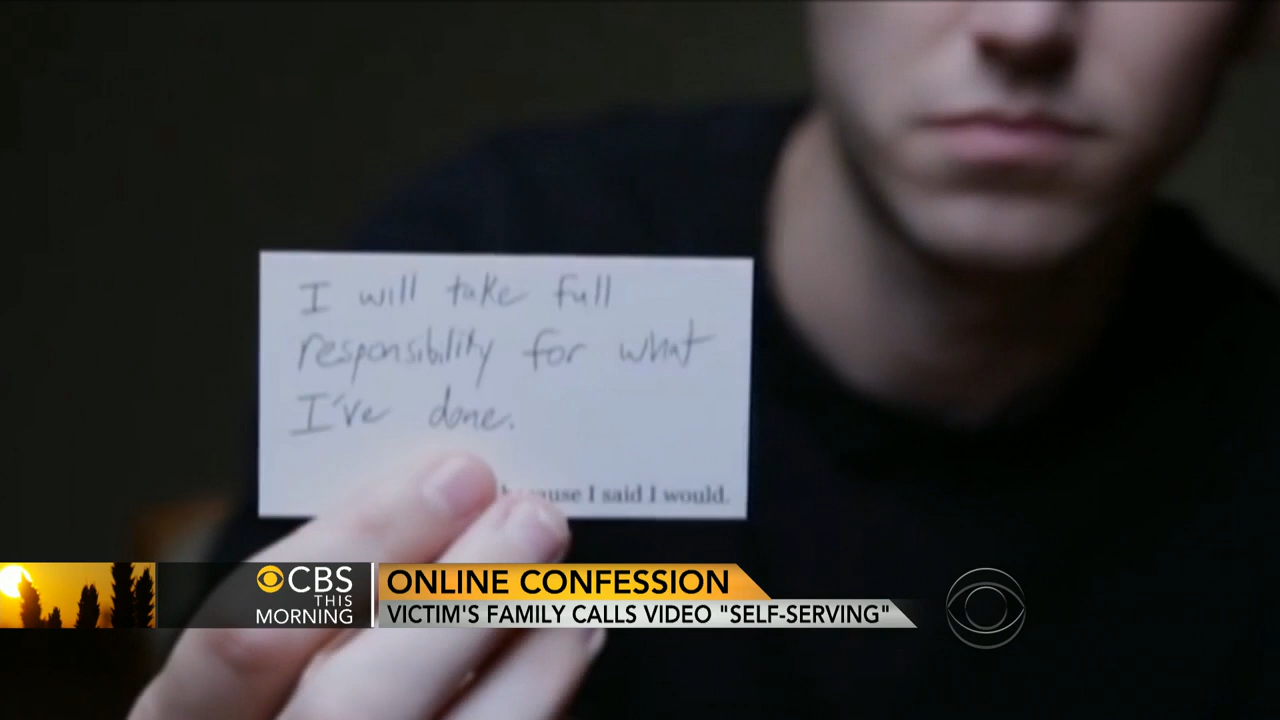 I will take full
responsibility for what
I've done.
because I said I would.
CBS
THIS
MORNING
ONLINE CONFESSION
VICTIM'S FAMILY CALLS VIDEO "SELF-SERVING"